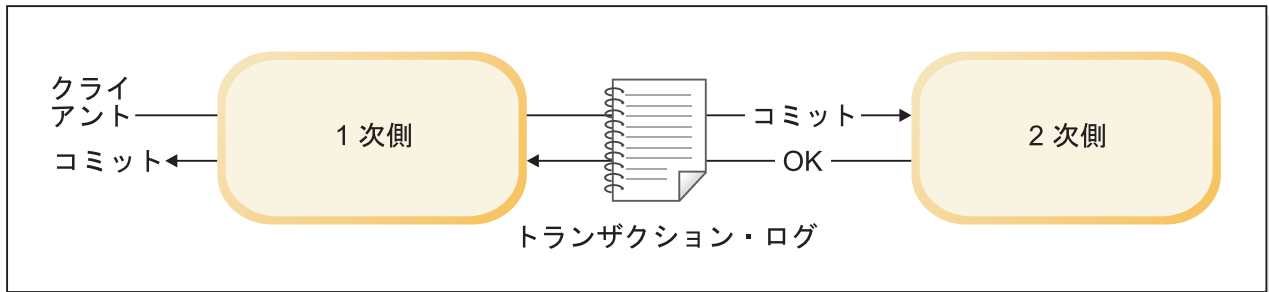 クライ
アント
コミット
1 次側
コミット
OK
トランザクション・ログ
2 次側